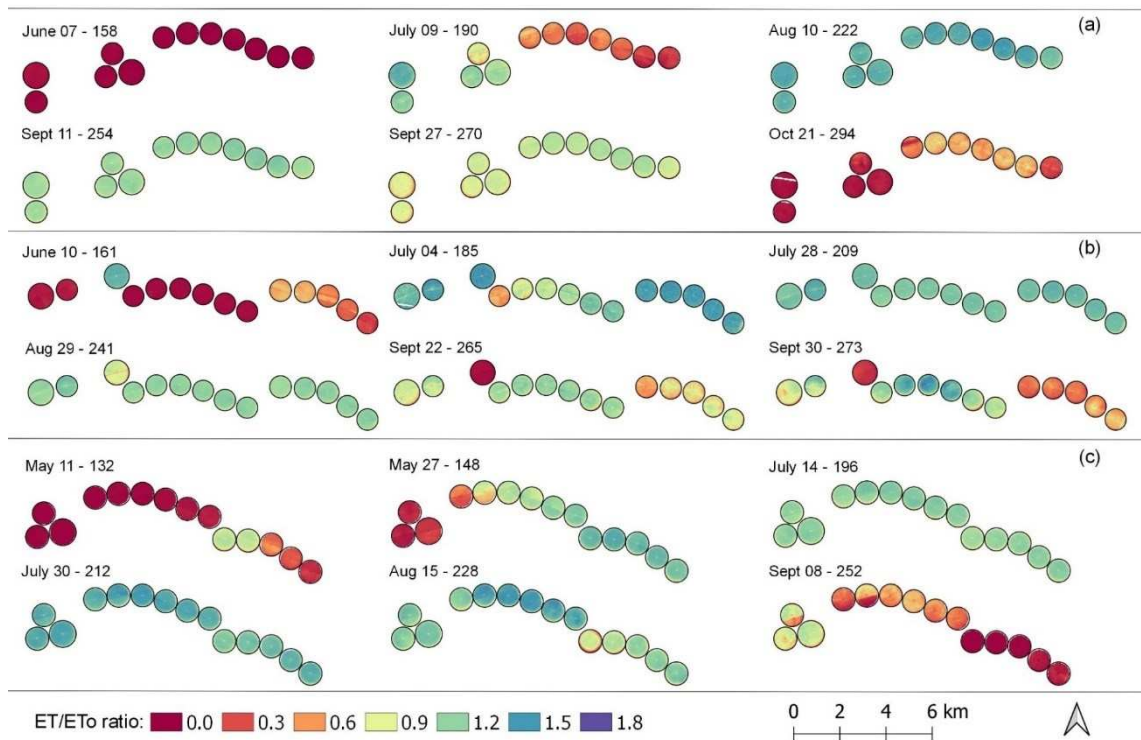 June 07 - 158 July 09 - 190 Aug 10 - 222 (a)
Sept 11 - 254 Sept 27 - 270 Oct 21 - 294
June 10 - 161 July 04 - 185 July 28 - 209 (b)
Aug 29 - 241 Sept 22 - 265 Sept 30 - 273
May 11 - 132 May 27 - 148 July 14 - 196 (c)
July 30 - 212 Aug 15 - 228 Sept 08 - 252
ET/ETo ratio: 0.0 0.3 0.6 0.9 1.2 1.5 1.8
0 2 4 6 km